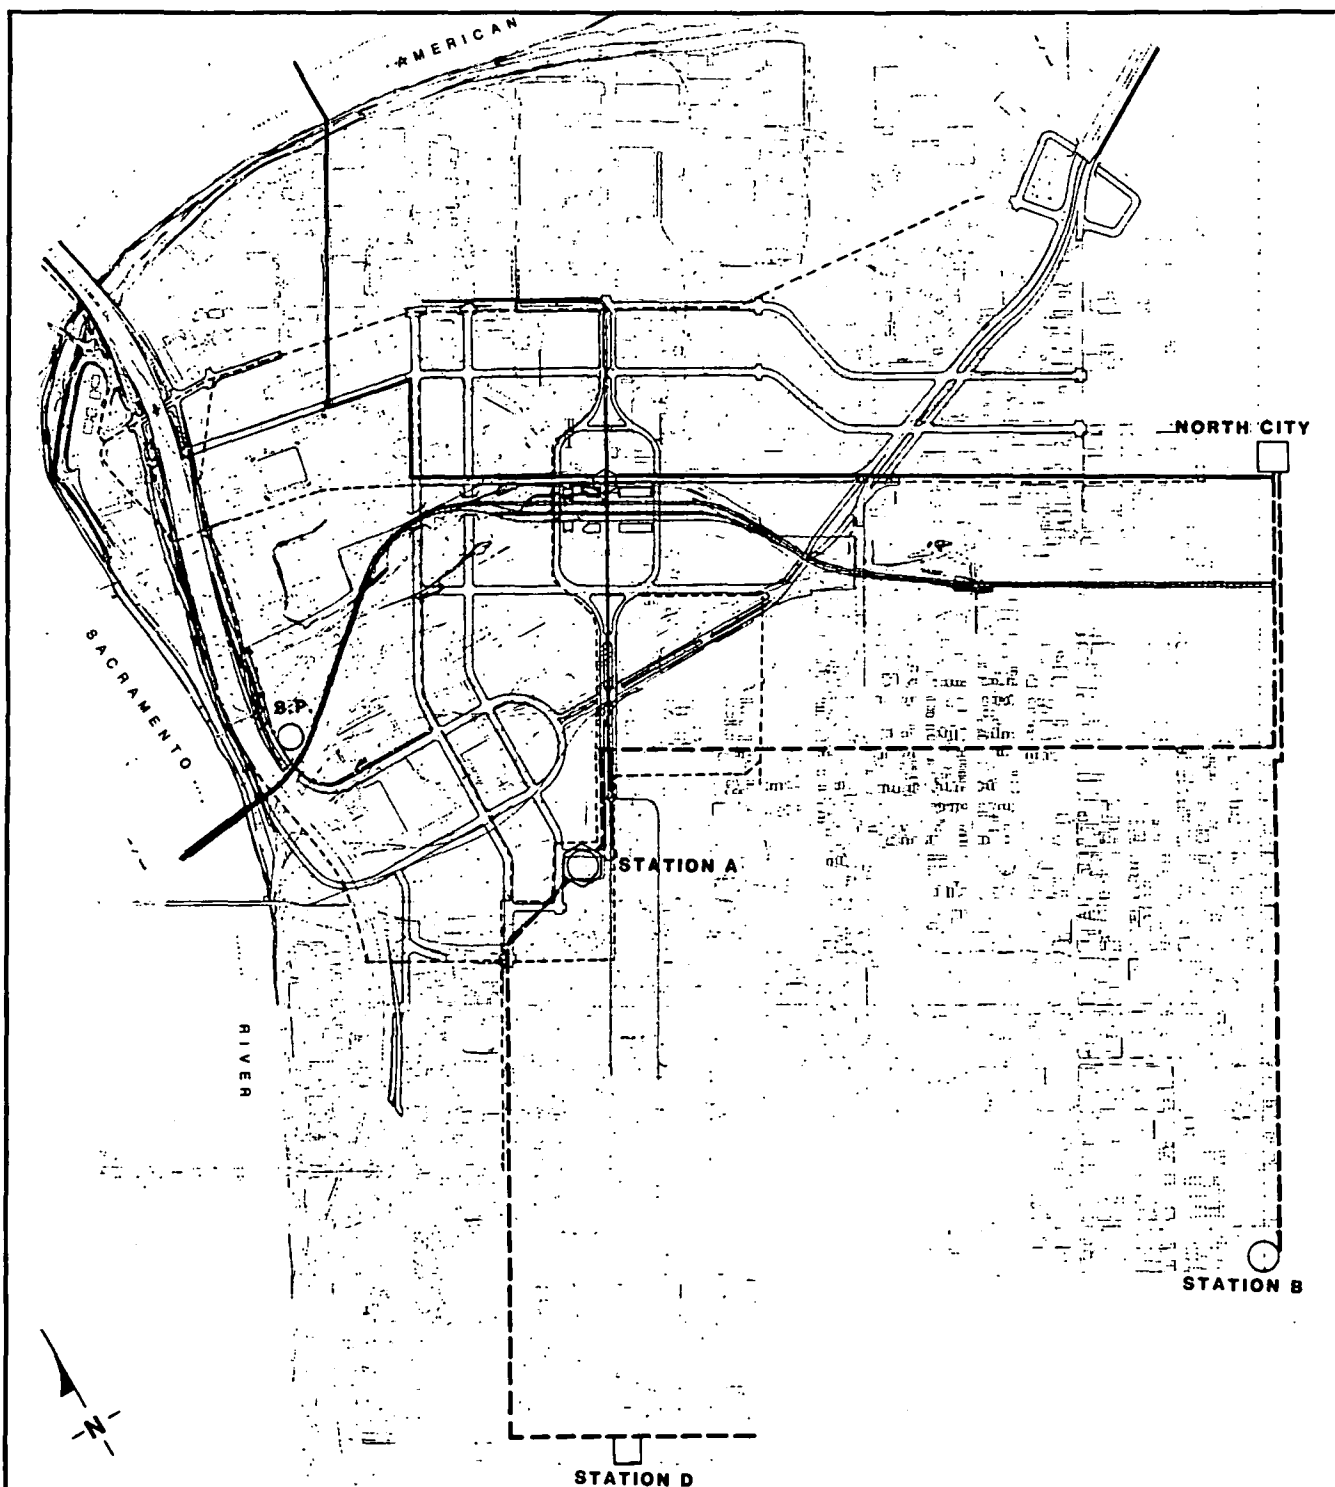 AMERICAN
NORTH CITY
SACRAMENTO
S.P.
STATION A
RIVER
STATION B
N
STATION D